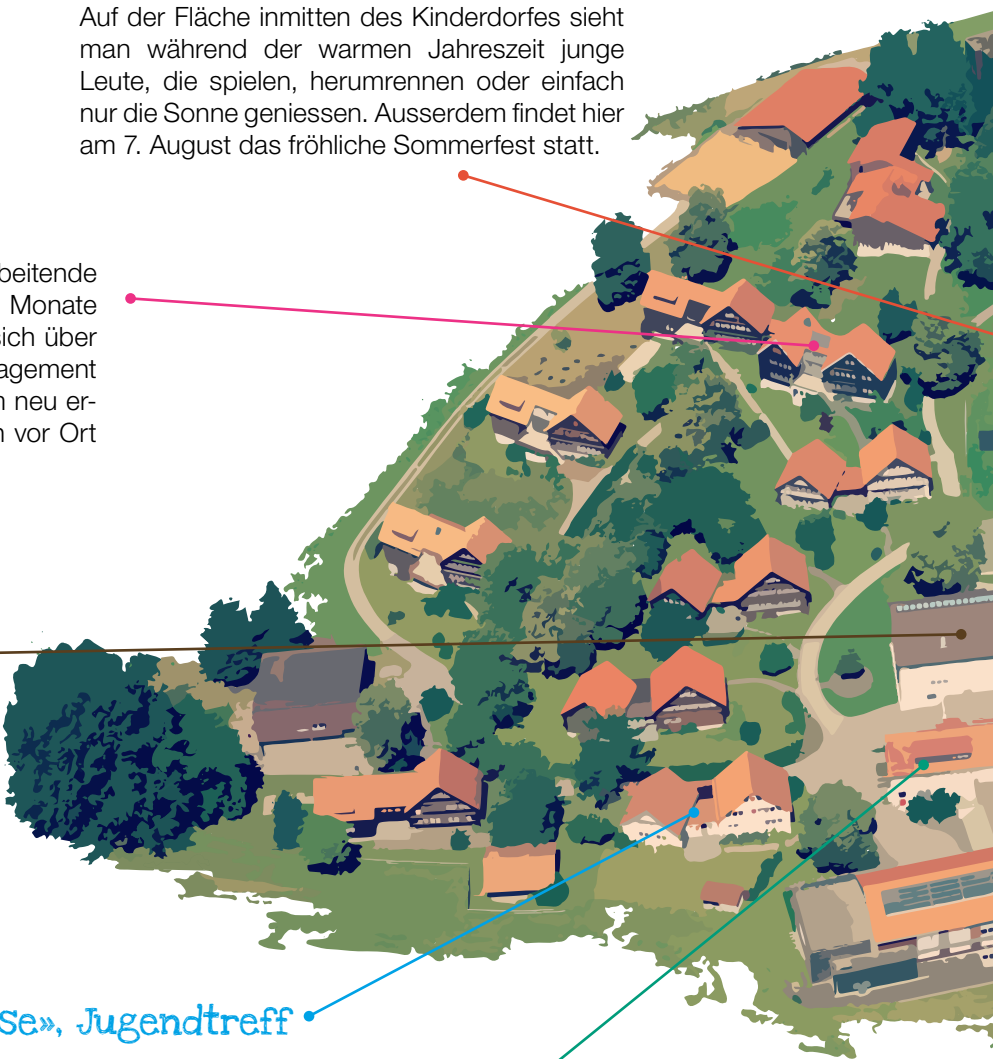 Auf der Fläche inmitten des Kinderdorfes sieht
man während der warmen Jahreszeit junge
Leute, die spielen, herumrennen oder einfach
nur die Sonne geniessen. Ausserdem findet hier
am 7. August das fröhliche Sommerfest statt.
beitende
Monate
sich über
agement
n neu er-
n vor Ort
se», Jugendtreff